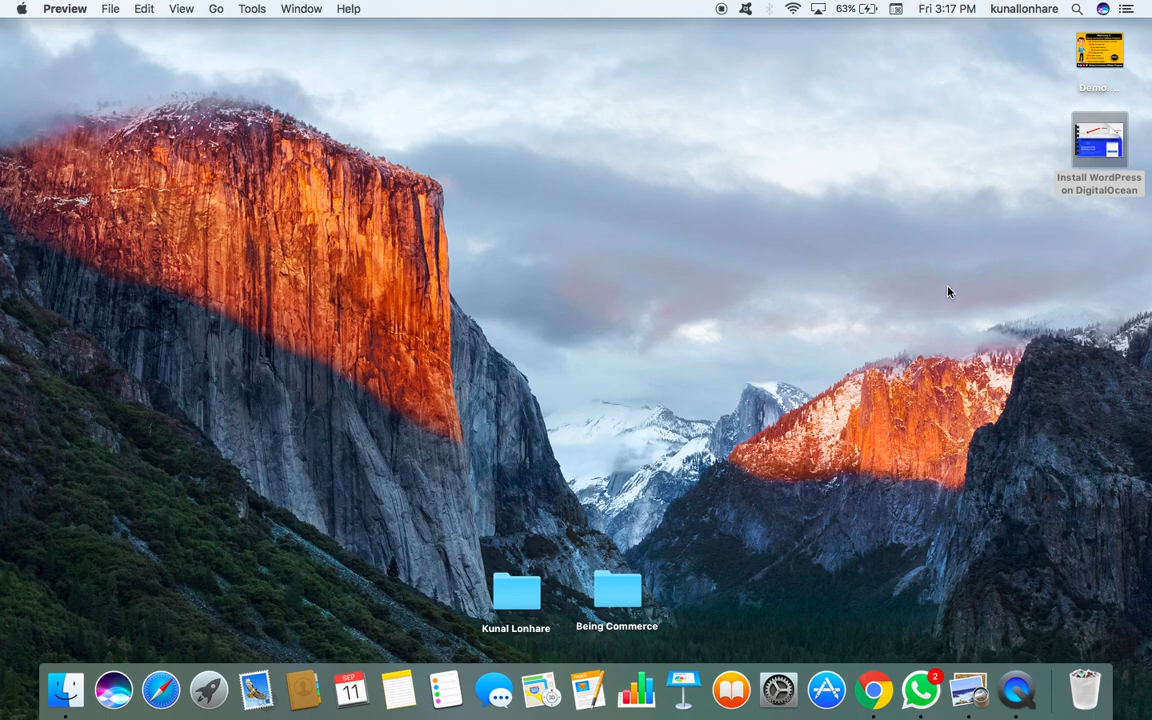 Preview File Edit View Go Tools Window Help 63% Fri 3:17 PM kunallonhare
Demo....
Install WordPress
on DigitalOcean
Kunal Lonhare
Being Commerce
SEP
11
2